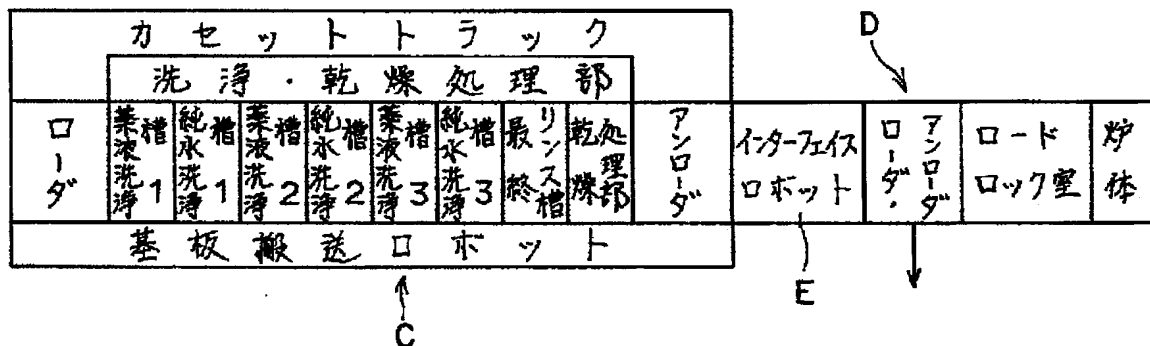 カセットトラック
洗浄・乾燥処理部
ローダ
薬液洗浄槽1
純水洗浄槽1
薬液洗浄槽2
純水洗浄槽2
薬液洗浄槽3
純水洗浄槽3
最終リンス槽
乾燥処理部
アンローダ
インターフェイスロボット
ローダ・アンローダ
ロードロック室
炉体
基板搬送ロボット
C
D
E